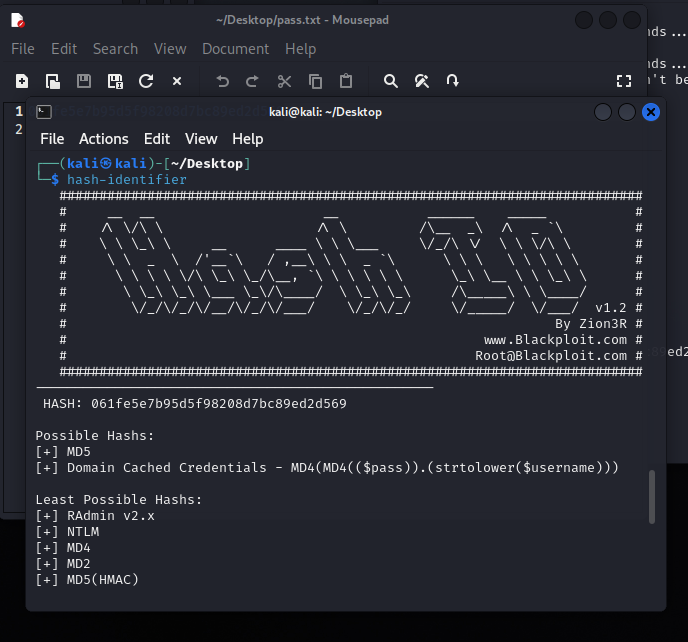 ~/Desktop/pass.txt - Mousepad
File Edit Search View Document Help
nds...
nds...
n't be
1
2
kali@kali: ~/Desktop
File Actions Edit View Help
(kali㉿kali)-[~/Desktop]
$ hash-identifier
Hash ID
v1.2
By Zion3R
www.Blackploit.com
Root@Blackploit.com
HASH: 061fe5e7b95d5f98208d7bc89ed2d569
Possible Hashs:
[+] MD5
[+] Domain Cached Credentials - MD4(MD4(($pass)).(strtolower($username)))
Least Possible Hashs:
[+] RAdmin v2.x
[+] NTLM
[+] MD4
[+] MD2
[+] MD5(HMAC)